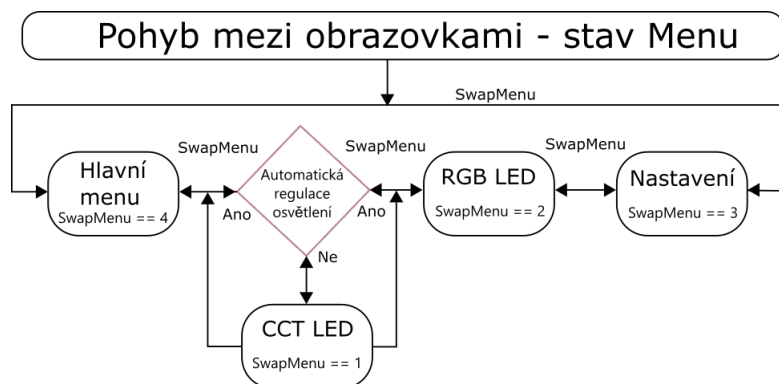 Pohyb mezi obrazovkami - stav Menu
SwapMenu
Hlavní
menu
SwapMenu == 4
SwapMenu
Ano
Automatická
regulace
osvětlení
SwapMenu
Ano
Ne
RGB LED
SwapMenu == 2
SwapMenu
Nastavení
SwapMenu == 3
CCT LED
SwapMenu == 1